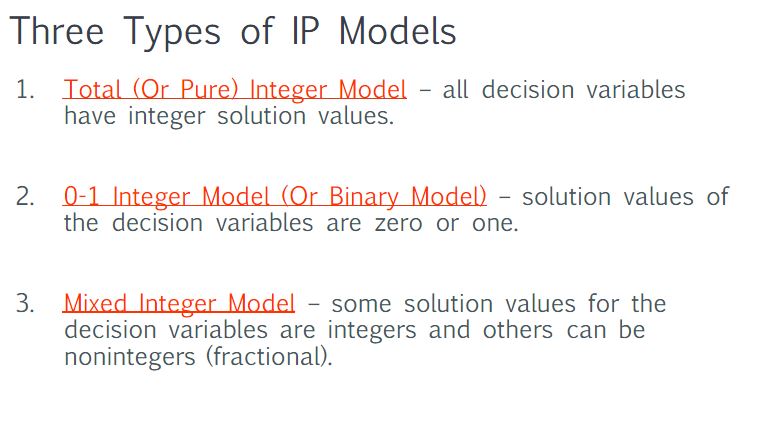 Three Types of IP Models
1. Total (Or Pure) Integer Model – all decision variables
have integer solution values.
2. 0-1 Integer Model (Or Binary Model) – solution values of
the decision variables are zero or one.
3. Mixed Integer Model – some solution values for the
decision variables are integers and others can be
nonintegers (fractional).